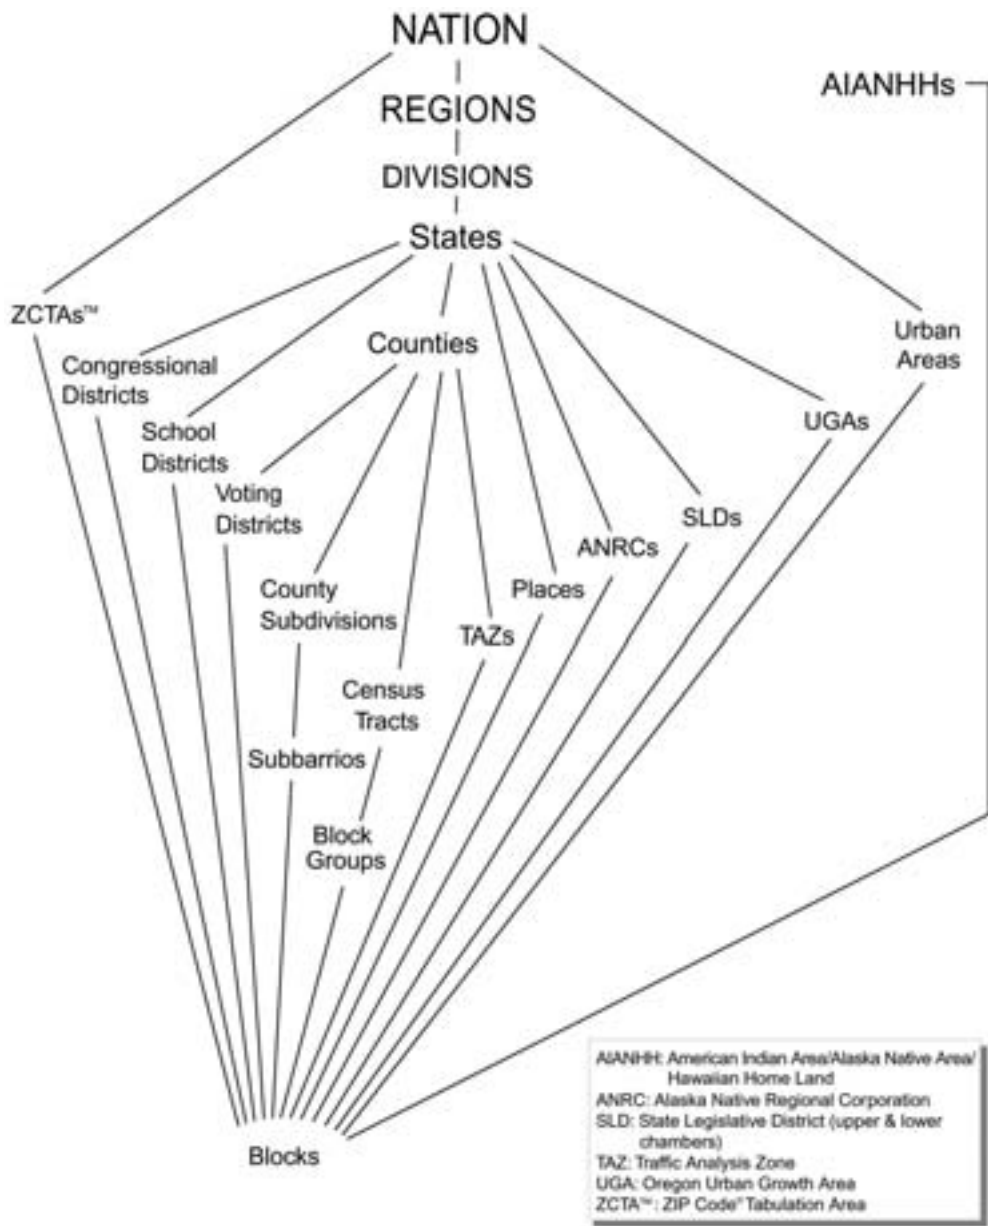 NATION
AIANHHs
REGIONS
DIVISIONS
States
ZCTAs™
Counties
Urban
Areas
Congressional
Districts
UGAs
School
Districts
Voting
Districts
SLDs
ANRCs
County
Subdivisions
Places
TAZs
Census
Tracts
Subbarrios
Block
Groups
Blocks
AIANHH: American Indian Area/Alaska Native Area/
Hawaiian Home Land
ANRC: Alaska Native Regional Corporation
SLD: State Legislative District (upper & lower
chambers)
TAZ: Traffic Analysis Zone
UGA: Oregon Urban Growth Area
ZCTA™: ZIP Code® Tabulation Area